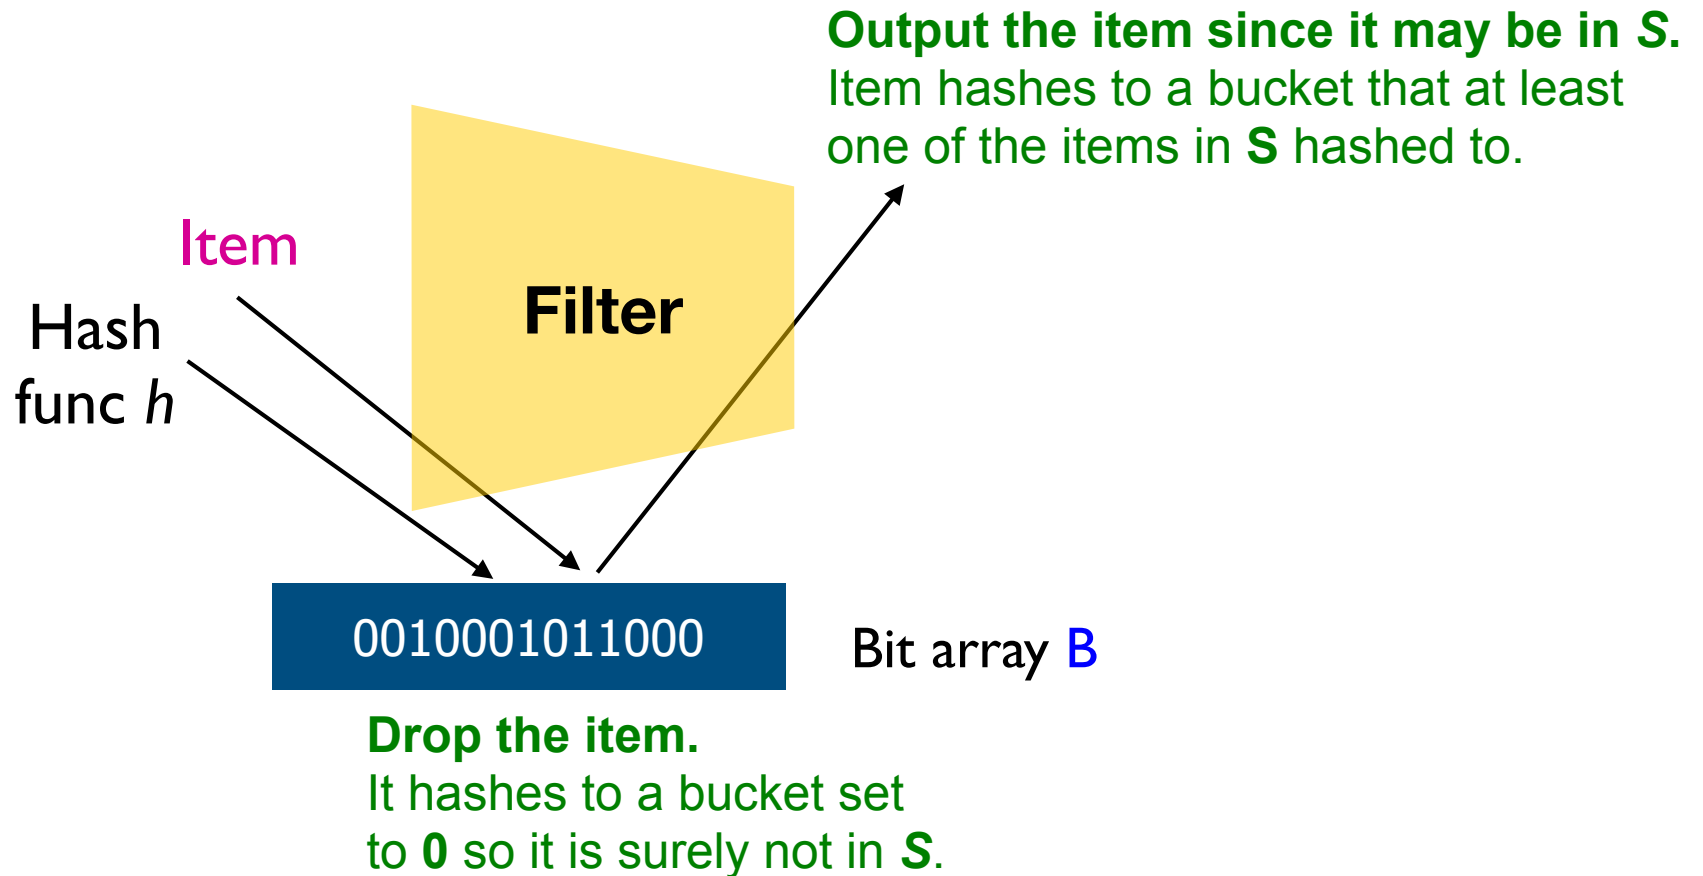 Output the item since it may be in S.
Item hashes to a bucket that at least
one of the items in S hashed to.
Item
Hash
func h
Filter
0010001011000
Bit array B
Drop the item.
It hashes to a bucket set
to 0 so it is surely not in S.